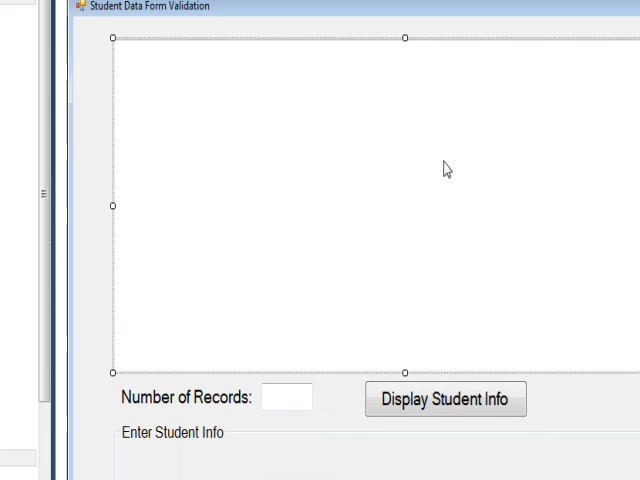 Student Data Form Validation
Number of Records:
Display Student Info
Enter Student Info